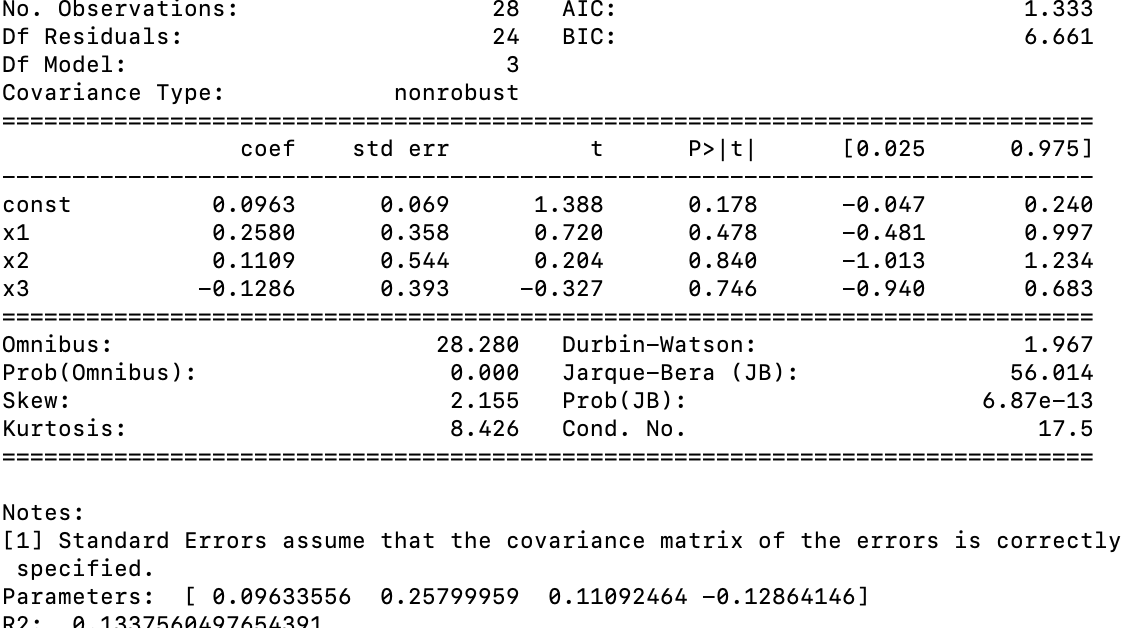 No. Observations: 28 AIC: 1.333
Df Residuals: 24 BIC: 6.661
Df Model: 3
Covariance Type: nonrobust
==============================================================================
coef std err t P>|t| [0.025 0.975]
------------------------------------------------------------------------------
const 0.0963 0.069 1.388 0.178 -0.047 0.240
x1 0.2580 0.358 0.720 0.478 -0.481 0.997
x2 0.1109 0.544 0.204 0.840 -1.013 1.234
x3 -0.1286 0.393 -0.327 0.746 -0.940 0.683
==============================================================================
Omnibus: 28.280 Durbin-Watson: 1.967
Prob(Omnibus): 0.000 Jarque-Bera (JB): 56.014
Skew: 2.155 Prob(JB): 6.87e-13
Kurtosis: 8.426 Cond. No. 17.5
==============================================================================
Notes:
[1] Standard Errors assume that the covariance matrix of the errors is correctly
specified.
Parameters: [ 0.09633556 0.25799959 0.11092464 -0.12864146]
R2: 0.1337560497654391